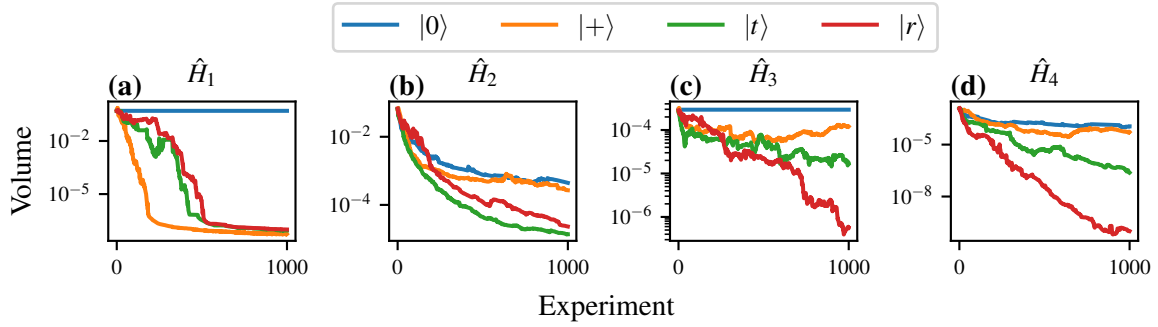 |0⟩ |+⟩ |t⟩ |r⟩
(a) Ĥ₁ (b) Ĥ₂ (c) Ĥ₃ (d) Ĥ₄
Volume
10⁻² 10⁻⁵
10⁻² 10⁻⁴
10⁻⁴ 10⁻⁵ 10⁻⁶
10⁻⁵ 10⁻⁸
0 1000 0 1000 0 1000 0 1000
Experiment